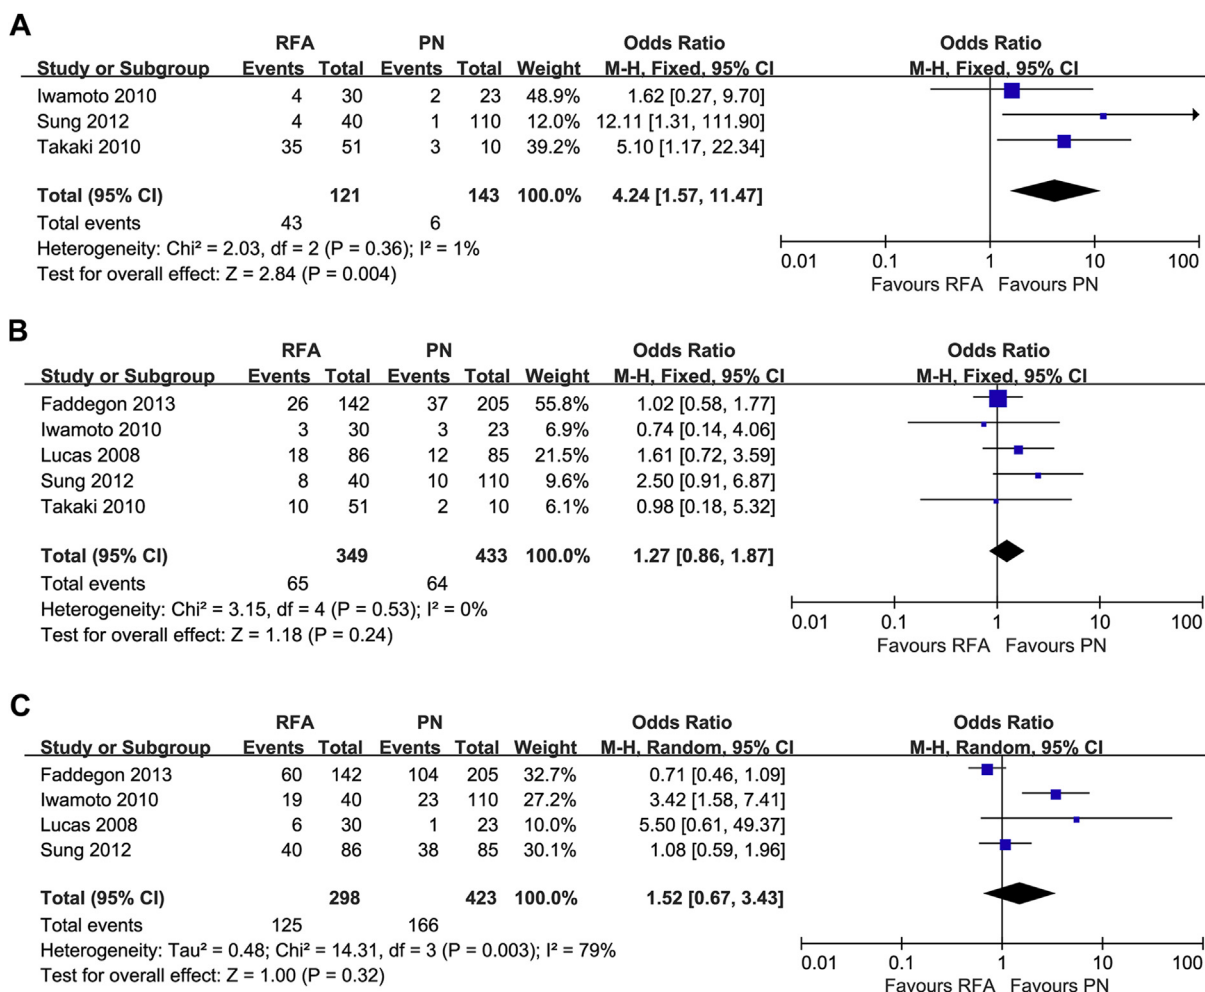 A
RFA PN Odds Ratio Odds Ratio
Study or Subgroup Events Total Events Total Weight M-H, Fixed, 95% CI M-H, Fixed, 95% CI
Iwamoto 2010 4 30 2 23 48.9% 1.62 [0.27, 9.70]
Sung 2012 4 40 1 110 12.0% 12.11 [1.31, 111.90]
Takaki 2010 35 51 3 10 39.2% 5.10 [1.17, 22.34]
Total (95% CI) 121 143 100.0% 4.24 [1.57, 11.47]
Total events 43 6
Heterogeneity: Chi² = 2.03, df = 2 (P = 0.36); I² = 1%
Test for overall effect: Z = 2.84 (P = 0.004)
0.01 0.1 1 10 100
Favours RFA Favours PN
B
RFA PN Odds Ratio Odds Ratio
Study or Subgroup Events Total Events Total Weight M-H, Fixed, 95% CI M-H, Fixed, 95% CI
Faddegon 2013 26 142 37 205 55.8% 1.02 [0.58, 1.77]
Iwamoto 2010 3 30 3 23 6.9% 0.74 [0.14, 4.06]
Lucas 2008 18 86 12 85 21.5% 1.61 [0.72, 3.59]
Sung 2012 8 40 10 110 9.6% 2.50 [0.91, 6.87]
Takaki 2010 10 51 2 10 6.1% 0.98 [0.18, 5.32]
Total (95% CI) 349 433 100.0% 1.27 [0.86, 1.87]
Total events 65 64
Heterogeneity: Chi² = 3.15, df = 4 (P = 0.53); I² = 0%
Test for overall effect: Z = 1.18 (P = 0.24)
0.01 0.1 1 10 100
Favours RFA Favours PN
C
RFA PN Odds Ratio Odds Ratio
Study or Subgroup Events Total Events Total Weight M-H, Random, 95% CI M-H, Random, 95% CI
Faddegon 2013 60 142 104 205 32.7% 0.71 [0.46, 1.09]
Iwamoto 2010 19 40 23 110 27.2% 3.42 [1.58, 7.41]
Lucas 2008 6 30 1 23 10.0% 5.50 [0.61, 49.37]
Sung 2012 40 86 38 85 30.1% 1.08 [0.59, 1.96]
Total (95% CI) 298 423 100.0% 1.52 [0.67, 3.43]
Total events 125 166
Heterogeneity: Tau² = 0.48; Chi² = 14.31, df = 3 (P = 0.003); I² = 79%
Test for overall effect: Z = 1.00 (P = 0.32)
0.01 0.1 1 10 100
Favours RFA Favours PN